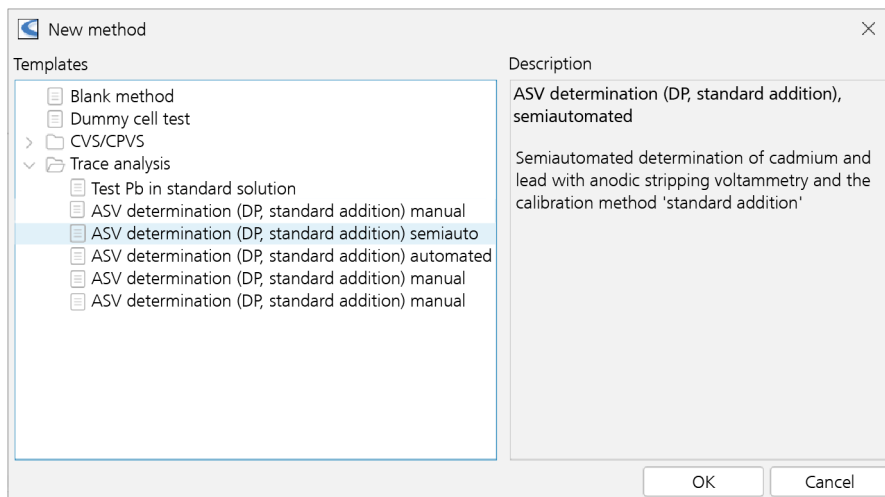 New method
Templates
Blank method
Dummy cell test
CVS/CPVS
Trace analysis
Test Pb in standard solution
ASV determination (DP, standard addition) manual
ASV determination (DP, standard addition) semiauto
ASV determination (DP, standard addition) automated
ASV determination (DP, standard addition) manual
ASV determination (DP, standard addition) manual
Description
ASV determination (DP, standard addition),
semiautomated
Semiautomated determination of cadmium and
lead with anodic stripping voltammetry and the
calibration method 'standard addition'
OK
Cancel